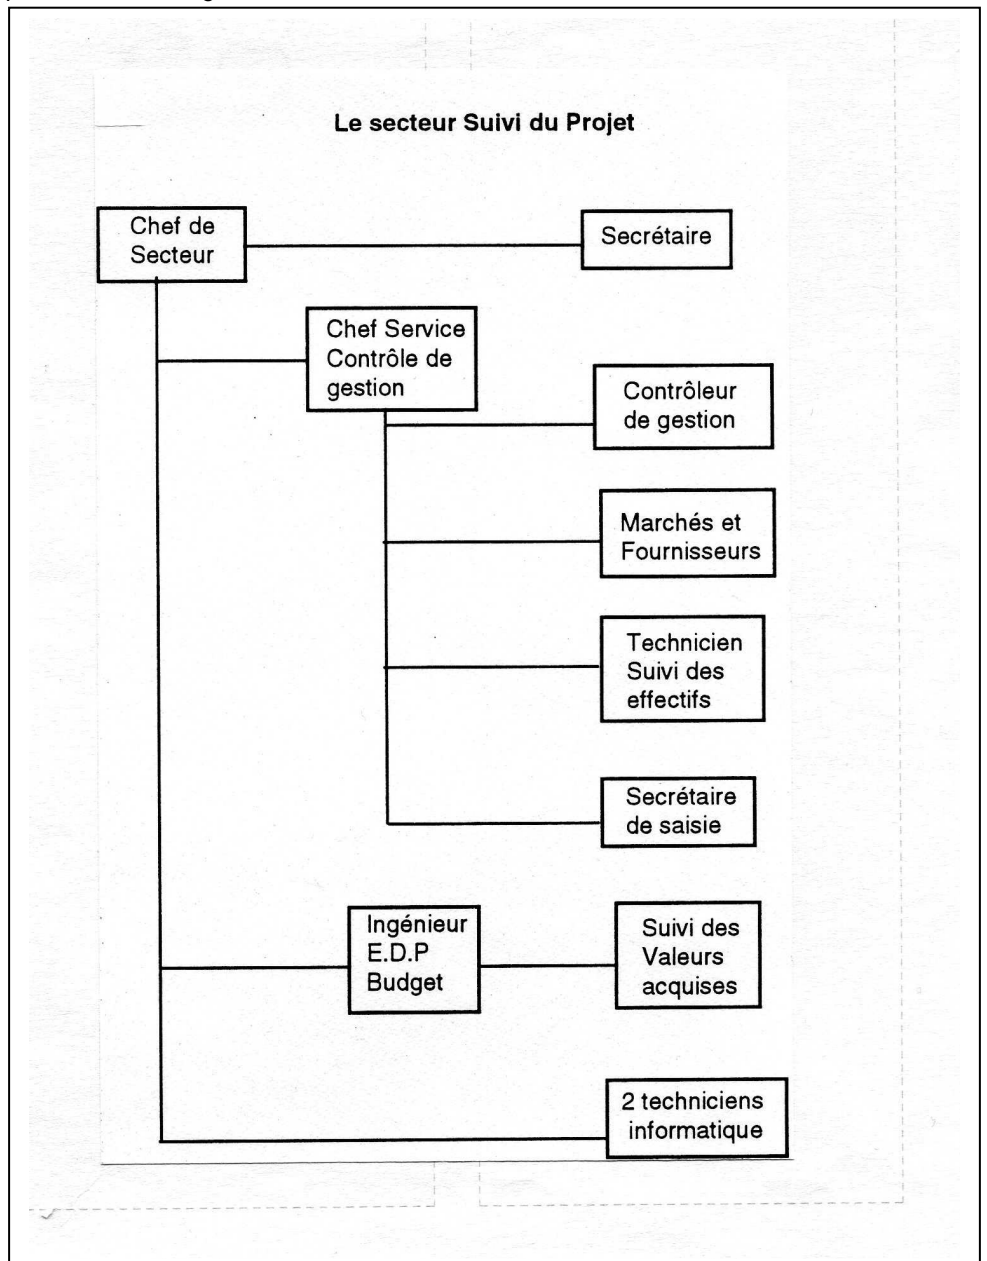 Le secteur Suivi du Projet
Chef de
Secteur
Secrétaire
Chef Service
Contrôle de
gestion
Contrôleur
de gestion
Marchés et
Fournisseurs
Technicien
Suivi des
effectifs
Secrétaire
de saisie
Ingénieur
E.D.P
Budget
Suivi des
Valeurs
acquises
2 techniciens
informatique